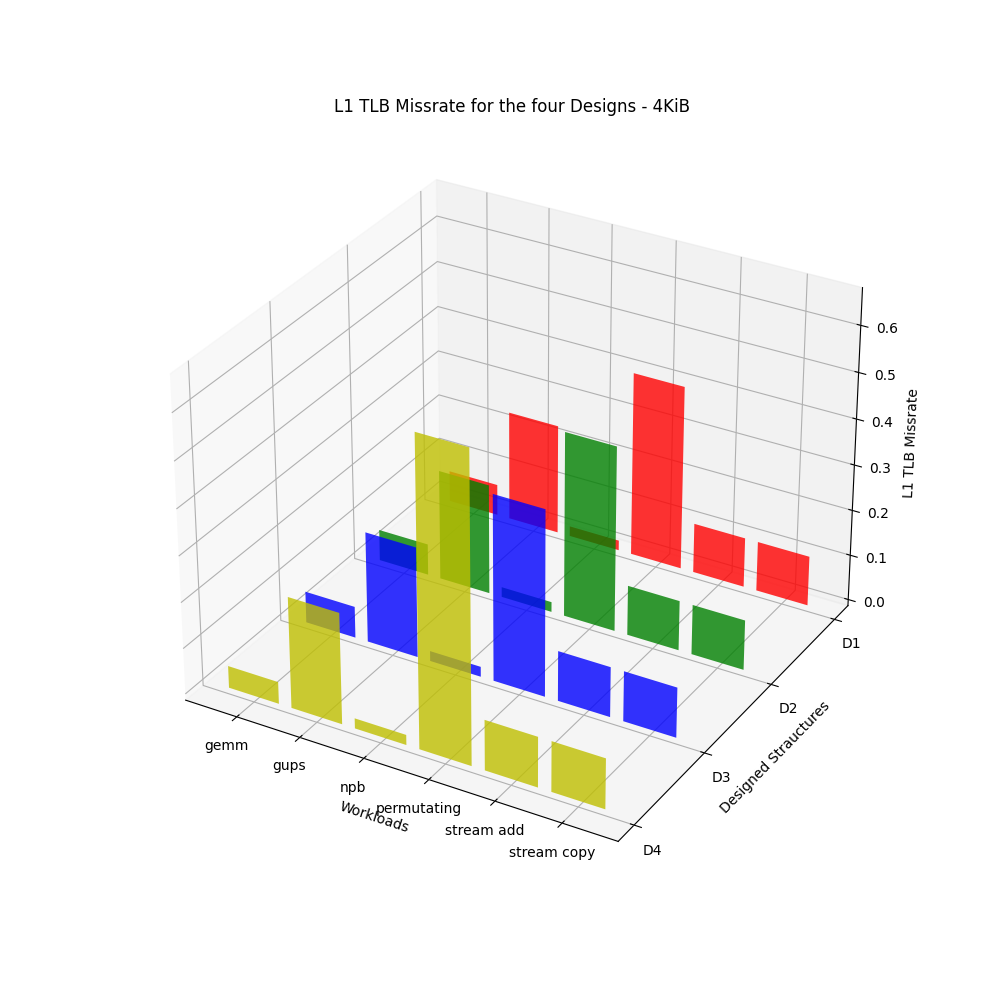 L1 TLB Missrate for the four Designs - 4KiB
0.6
0.5
0.4
0.3
0.2
0.1
0.0
L1 TLB Missrate
D1
D2
D3
D4
Designed Strauctures
gemm
gups
npb
permutating
stream add
stream copy
Workloads